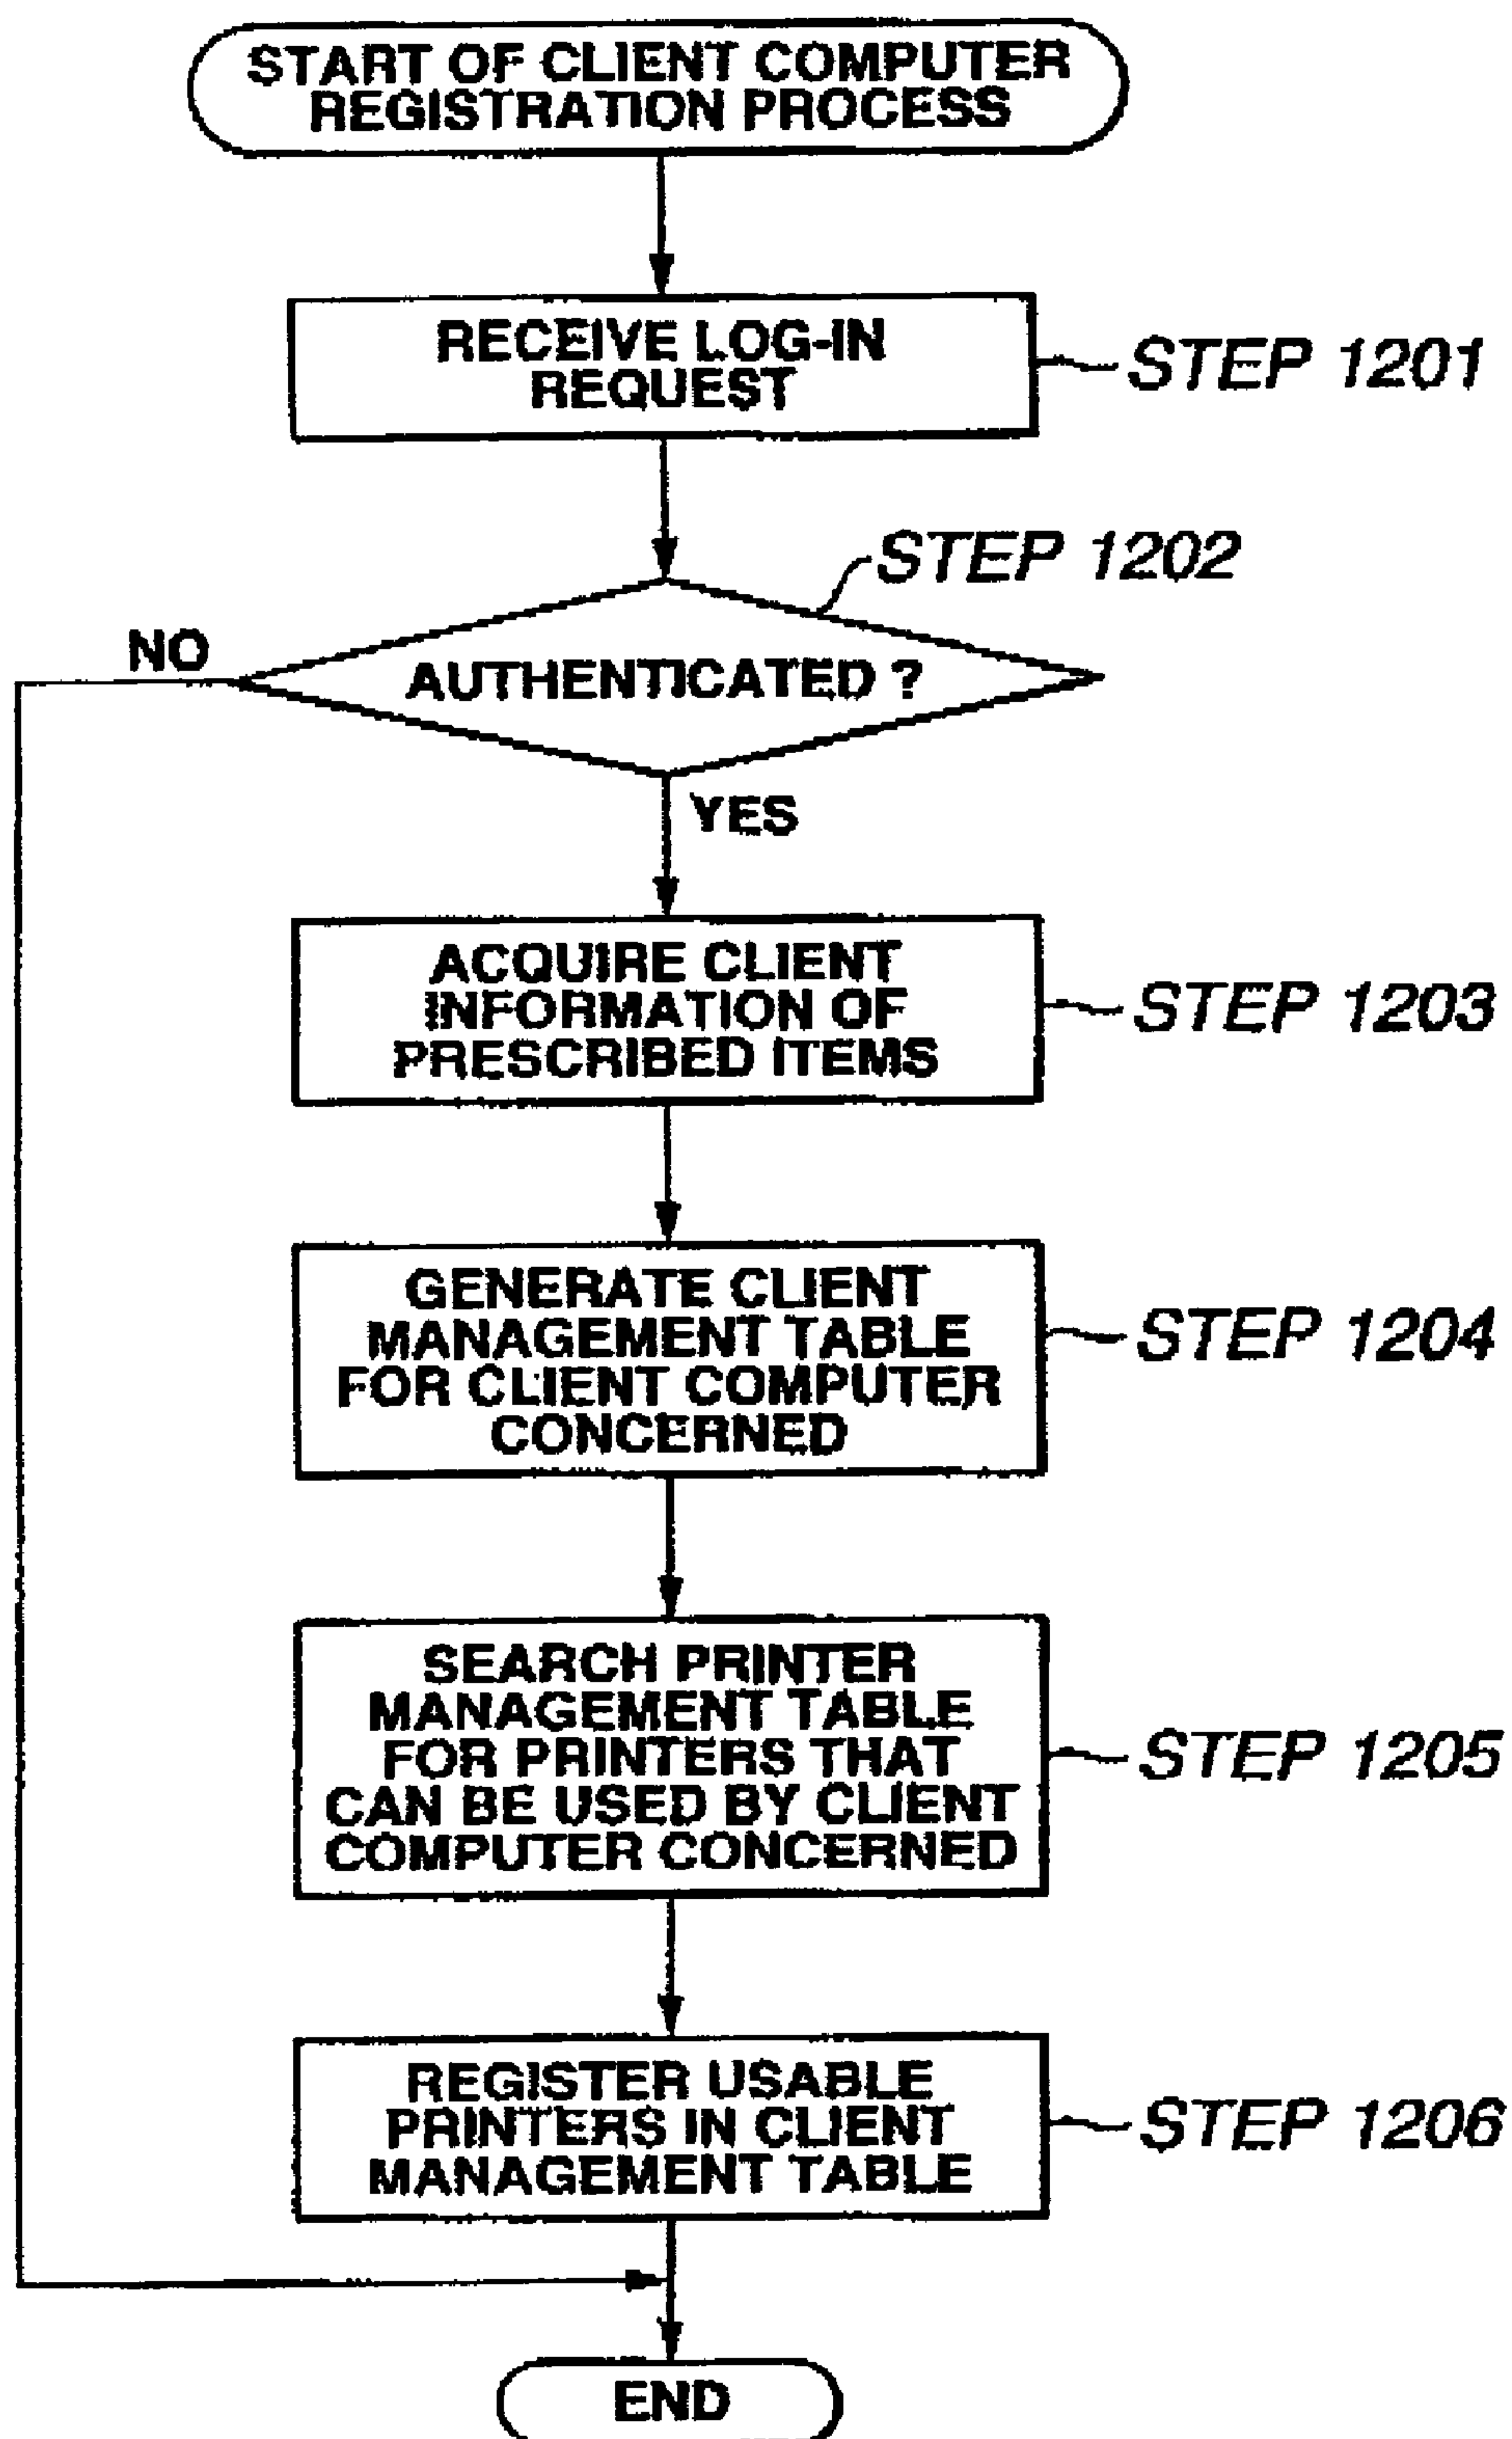 START OF CLIENT COMPUTER
REGISTRATION PROCESS
RECEIVE LOG-IN
REQUEST
STEP 1201
STEP 1202
NO
AUTHENTICATED ?
YES
ACQUIRE CLIENT
INFORMATION OF
PRESCRIBED ITEMS
STEP 1203
GENERATE CLIENT
MANAGEMENT TABLE
FOR CLIENT COMPUTER
CONCERNED
STEP 1204
SEARCH PRINTER
MANAGEMENT TABLE
FOR PRINTERS THAT
CAN BE USED BY CLIENT
COMPUTER CONCERNED
STEP 1205
REGISTER USABLE
PRINTERS IN CLIENT
MANAGEMENT TABLE
STEP 1206
END